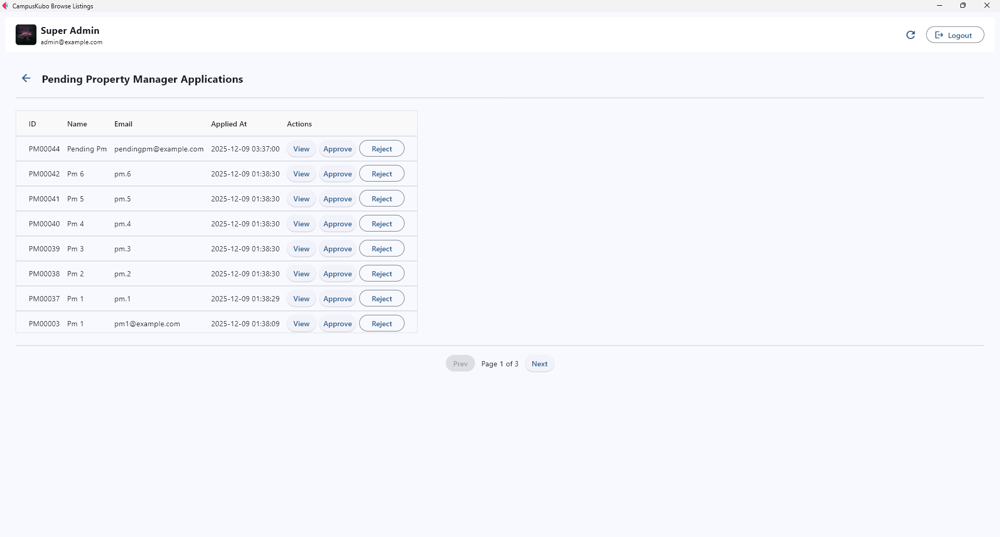 CampusKubo Browse Listings
Super Admin
admin@example.com
Logout
Pending Property Manager Applications
ID Name Email Applied At Actions
PM00044 Pending Pm pendingpm@example.com 2025-12-09 03:37:00 View Approve Reject
PM00042 Pm 6 pm.6 2025-12-09 01:38:30 View Approve Reject
PM00041 Pm 5 pm.5 2025-12-09 01:38:30 View Approve Reject
PM00040 Pm 4 pm.4 2025-12-09 01:38:30 View Approve Reject
PM00039 Pm 3 pm.3 2025-12-09 01:38:30 View Approve Reject
PM00038 Pm 2 pm.2 2025-12-09 01:38:30 View Approve Reject
PM00037 Pm 1 pm.1 2025-12-09 01:38:29 View Approve Reject
PM00003 Pm 1 pm1@example.com 2025-12-09 01:38:09 View Approve Reject
Prev Page 1 of 3 Next